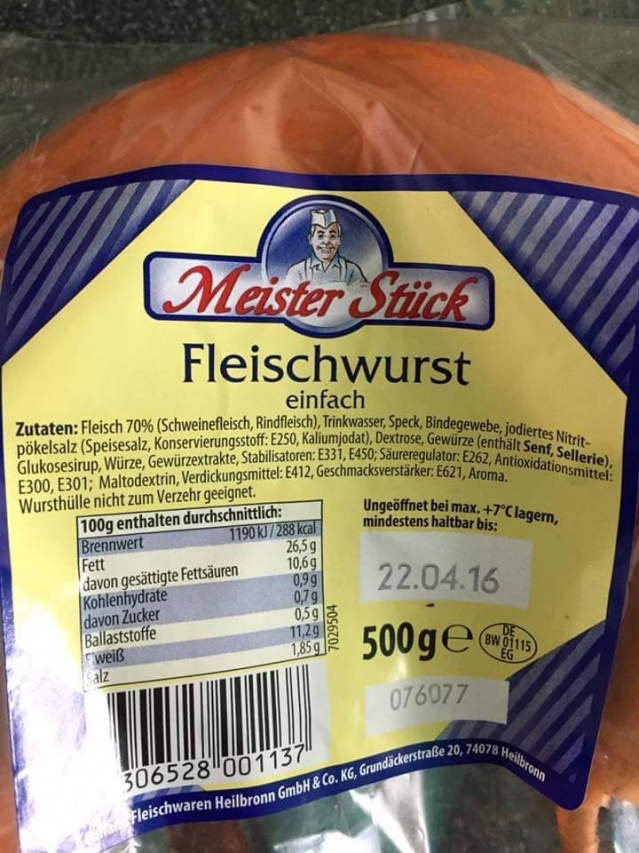 Meister Stück
Fleischwurst
einfach
Zutaten: Fleisch 70% (Schweinefleisch, Rindfleisch), Trinkwasser, Speck, Bindegewebe, jodiertes Nitrit-
pökelsalz (Speisesalz, Konservierungsstoff: E250, Kaliumjodat), Dextrose, Gewürze (enthält Senf, Sellerie),
Glukosesirup, Würze, Gewürzextrakte, Stabilisatoren: E331, E450; Säureregulator: E262, Antioxidationsmittel:
E300, E301; Maltodextrin, Verdickungsmittel: E412, Geschmacksverstärker: E621, Aroma.
Wursthülle nicht zum Verzehr geeignet.
100g enthalten durchschnittlich:
Brennwert 1190 kJ / 288 kcal
Fett 26,5 g
davon gesättigte Fettsäuren 10,6 g
Kohlenhydrate 0,9 g
davon Zucker 0,7 g
Ballaststoffe 0,5 g
weiß 11,2 g
Salz 1,85 g
7029504
Ungeöffnet bei max. +7°C lagern,
mindestens haltbar bis:
22.04.16
500 g e
DE
BW 01115
EG
076077
306528 001137
Fleischwaren Heilbronn GmbH & Co. KG, Grundäckerstraße 20, 74078 Heilbronn